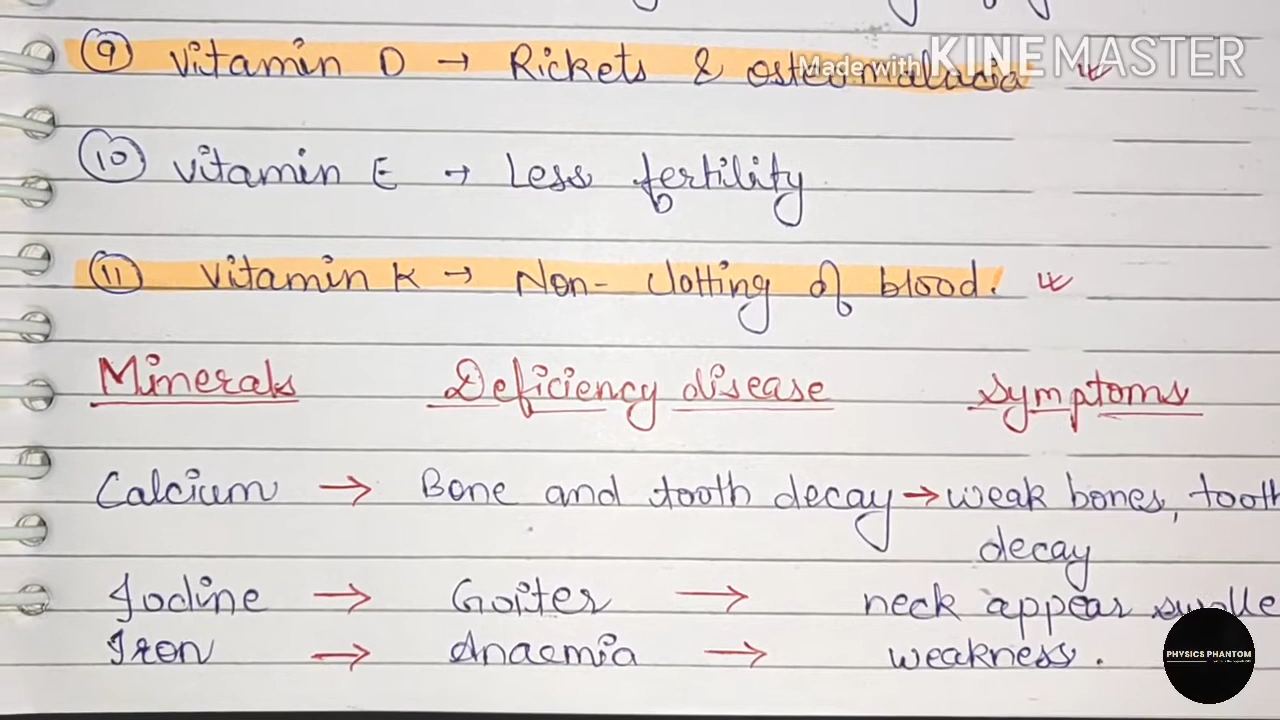 ⑨ Vitamin D → Rickets & osteomalacia
Made with KINEMASTER
⑩ Vitamin E → Less fertility
⑪ Vitamin K → Non-Clotting of blood.
Minerals Deficiency disease Symptoms
Calcium → Bone and tooth decay → weak bones, tooth
decay
Iodine → Goiter → neck appear swolle
Iron → Anaemia → weakness.
PHYSICS PHANTOM